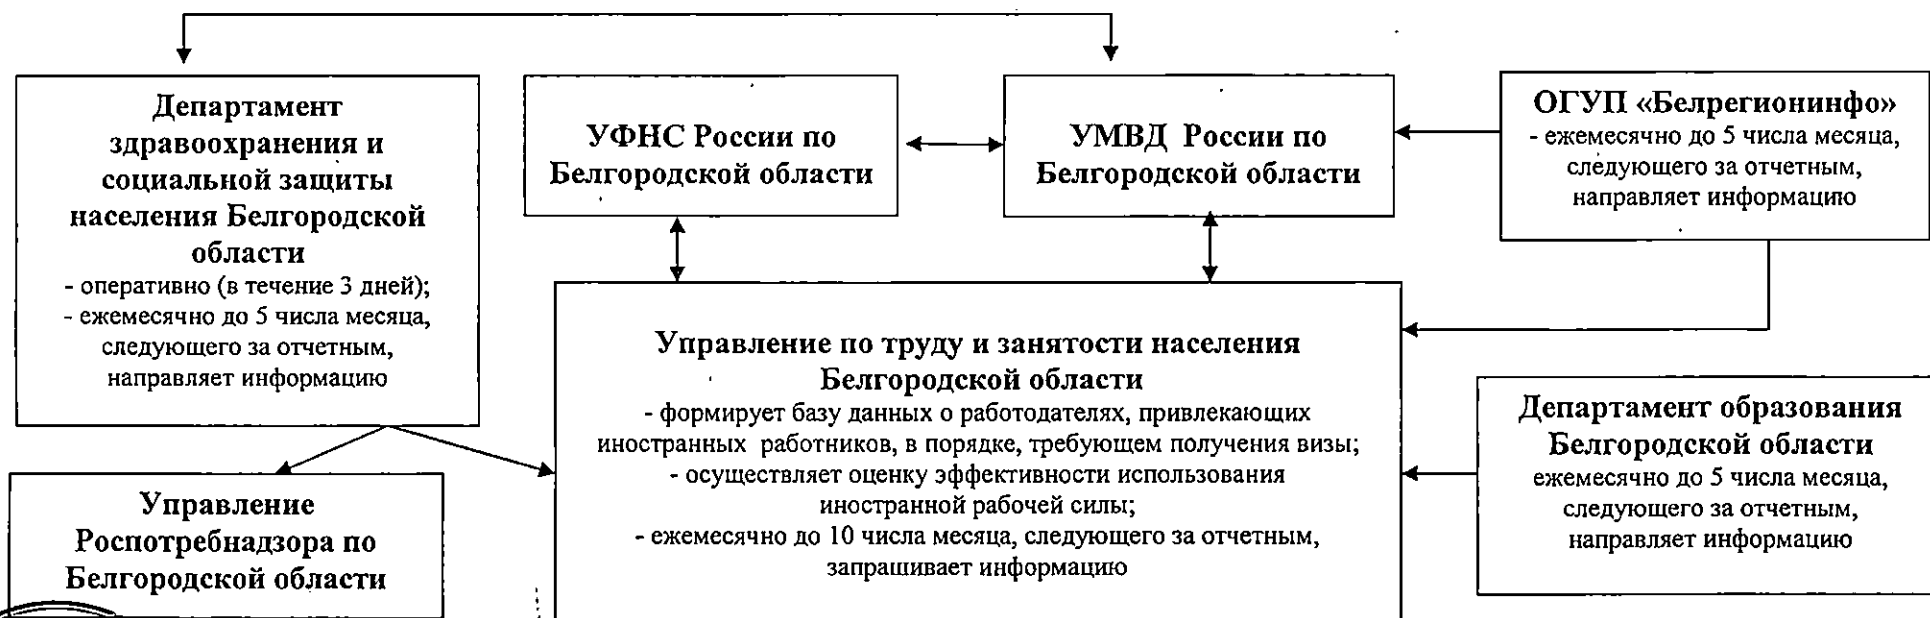 Департамент
здравоохранения и
социальной защиты
населения Белгородской
области
- оперативно (в течение 3 дней);
- ежемесячно до 5 числа месяца,
следующего за отчетным,
направляет информацию
УФНС России по
Белгородской области
УМВД России по
Белгородской области
ОГУП «Белрегионинфо»
- ежемесячно до 5 числа месяца,
следующего за отчетным,
направляет информацию
Управление по труду и занятости населения
Белгородской области
- формирует базу данных о работодателях, привлекающих
иностранных работников, в порядке, требующем получения визы;
- осуществляет оценку эффективности использования
иностранной рабочей силы;
- ежемесячно до 10 числа месяца, следующего за отчетным,
запрашивает информацию
Департамент образования
Белгородской области
ежемесячно до 5 числа месяца,
следующего за отчетным,
направляет информацию
Управление
Роспотребнадзора по
Белгородской области